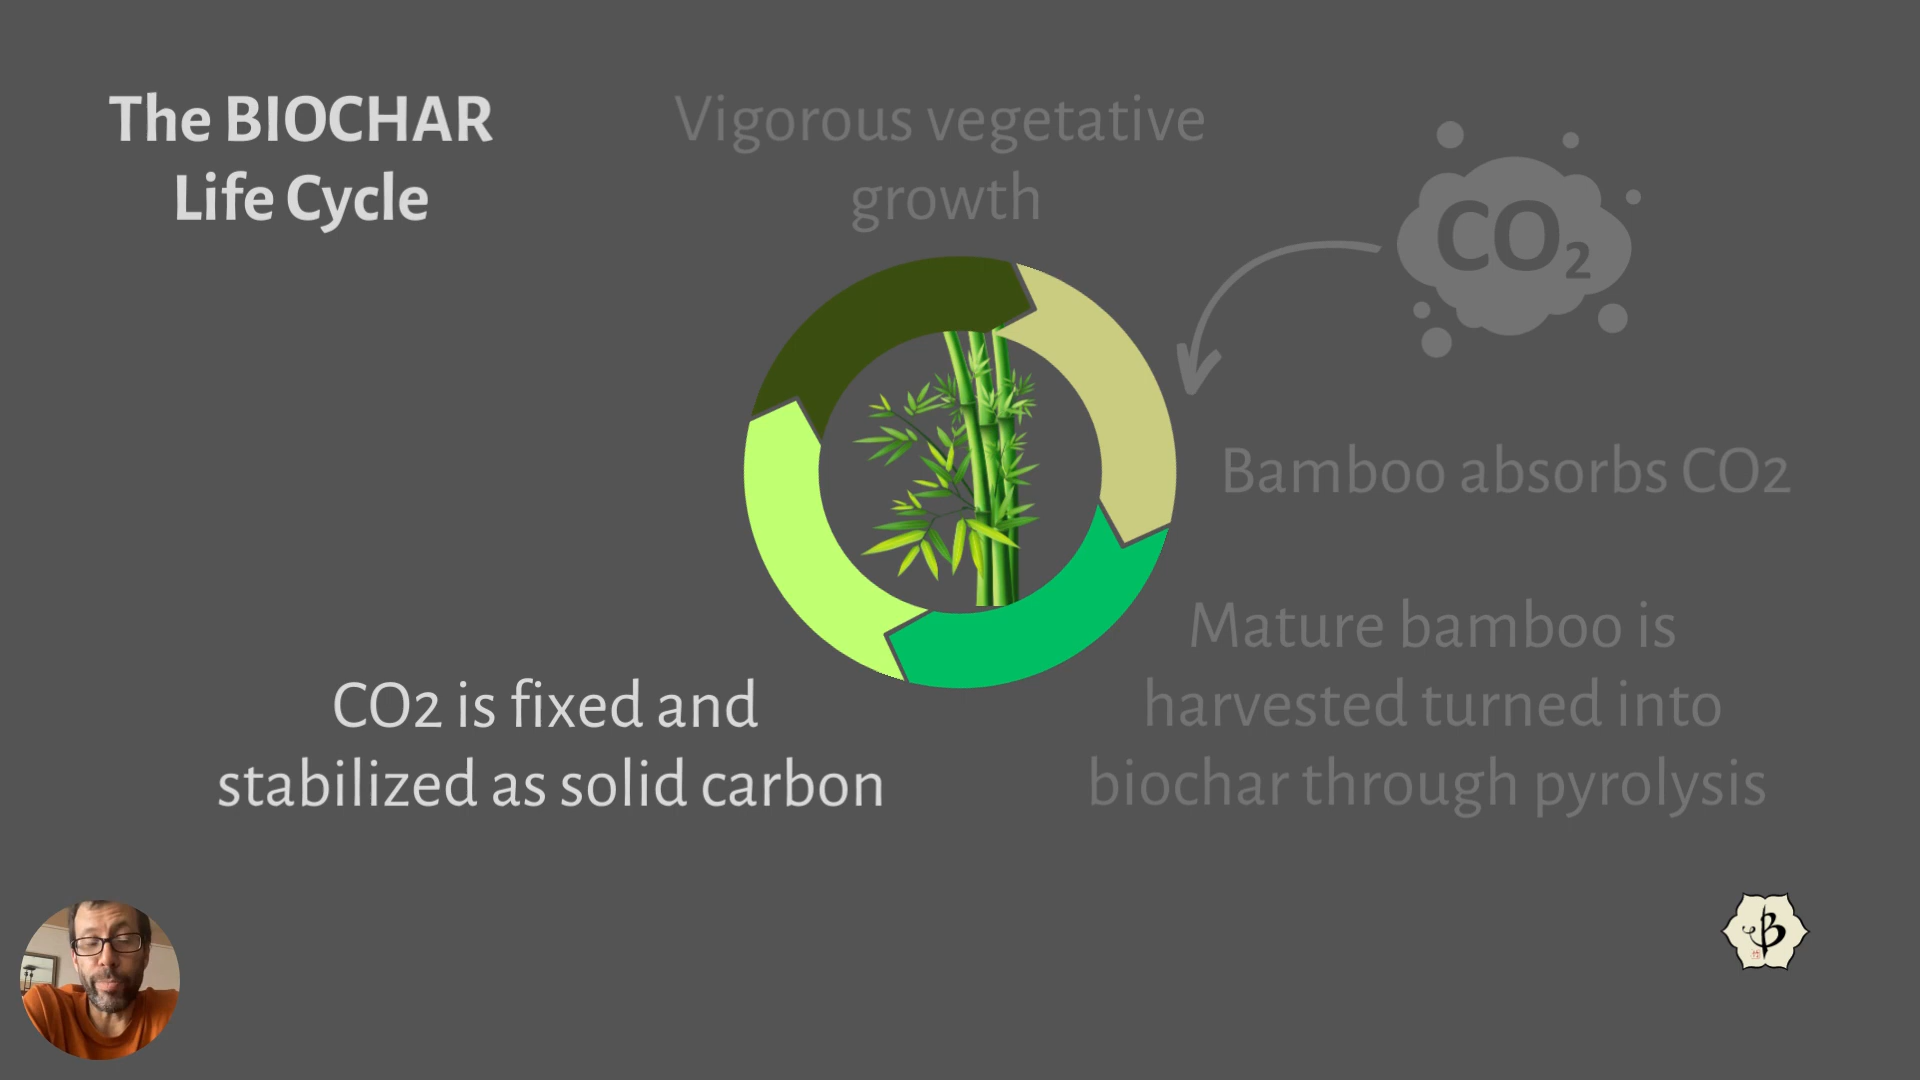 The BIOCHAR
Life Cycle
Vigorous vegetative
growth
CO₂
Bamboo absorbs CO2
Mature bamboo is
harvested turned into
biochar through pyrolysis
CO2 is fixed and
stabilized as solid carbon
B